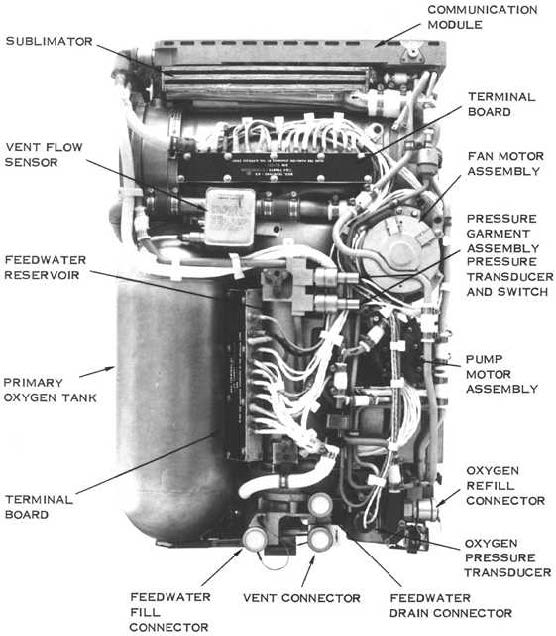 COMMUNICATION
MODULE
SUBLIMATOR
TERMINAL
BOARD
VENT FLOW
SENSOR
FAN MOTOR
ASSEMBLY
PRESSURE
GARMENT
ASSEMBLY
PRESSURE
TRANSDUCER
AND SWITCH
FEEDWATER
RESERVOIR
PUMP
MOTOR
ASSEMBLY
PRIMARY
OXYGEN TANK
OXYGEN
REFILL
CONNECTOR
TERMINAL
BOARD
OXYGEN
PRESSURE
TRANSDUCER
FEEDWATER
FILL
CONNECTOR
VENT CONNECTOR
FEEDWATER
DRAIN CONNECTOR